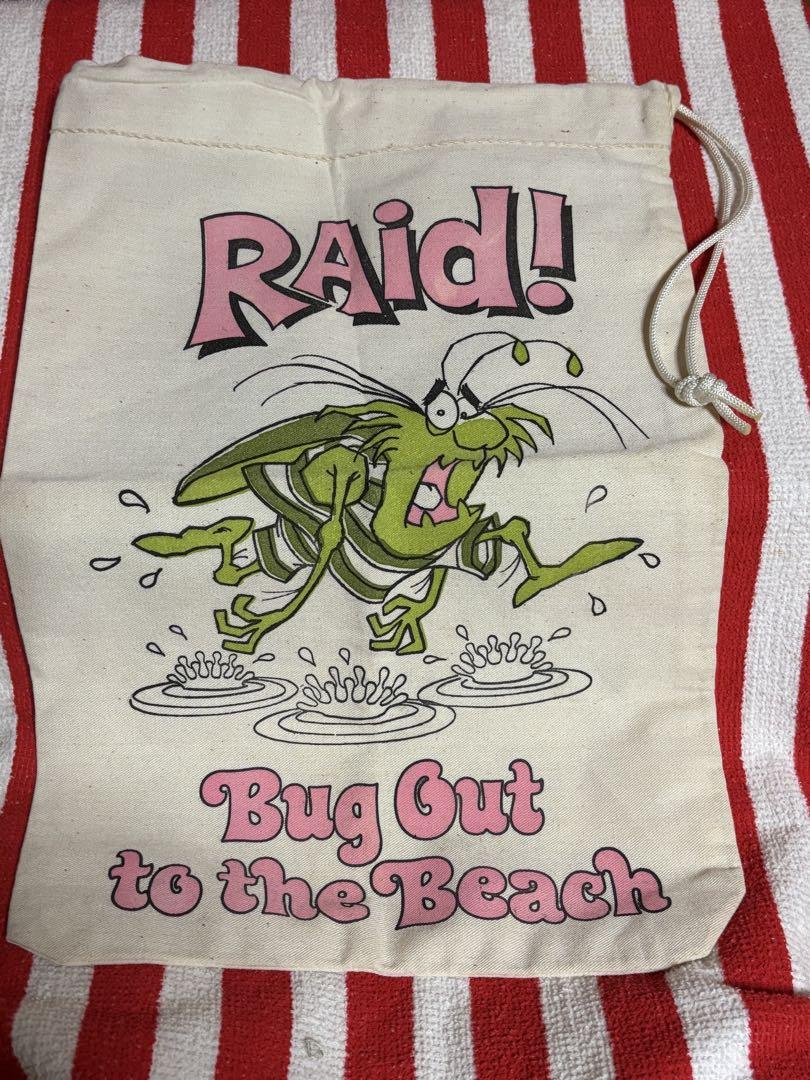 RAid!
Bug Out
to the Beach